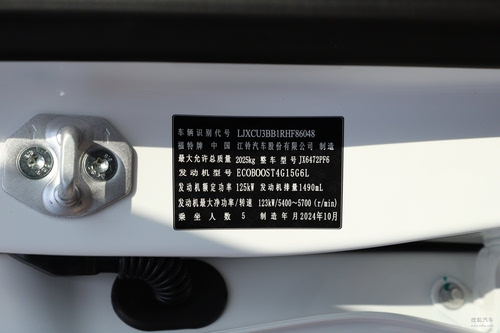 车辆识别代号 LJXCU3BB1RHF86048
福特牌 中国 江铃汽车股份有限公司 制造
最大允许总质量 2025kg 整车型号 JX6472PF6
发动机型号 ECOBOOST4G15G6L
发动机额定功率 125kW 发动机排量 1490mL
发动机最大净功率/转速 123kW/5400~5700 (r/min)
乘坐人数 5 制造年月 2024年10月
搜狐汽车